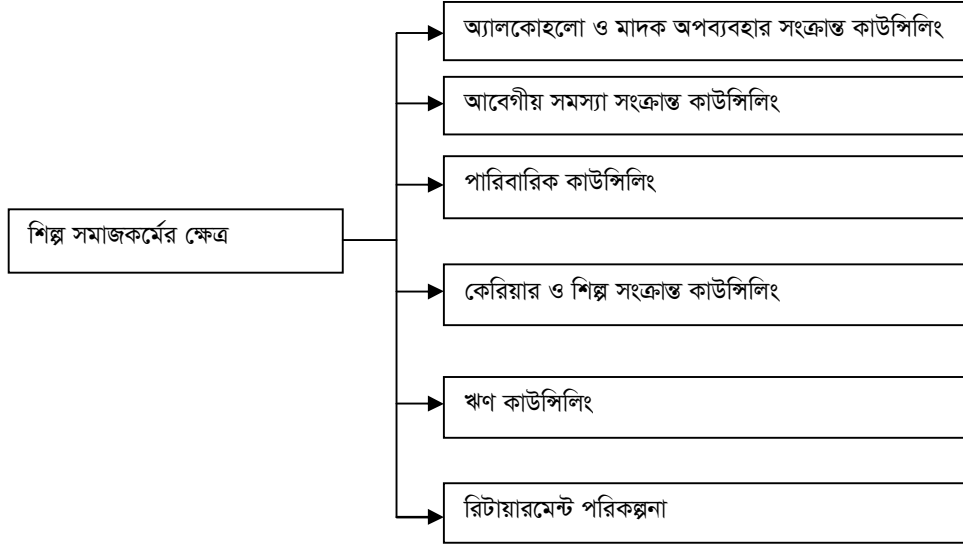 অ্যালকোহলো ও মাদক অপব্যবহার সংক্রান্ত কাউন্সিলিং
আবেগীয় সমস্যা সংক্রান্ত কাউন্সিলিং
পারিবারিক কাউন্সিলিং
শিল্প সমাজকর্মের ক্ষেত্র
কেরিয়ার ও শিল্প সংক্রান্ত কাউন্সিলিং
ঋণ কাউন্সিলিং
রিটায়ারমেন্ট পরিকল্পনা